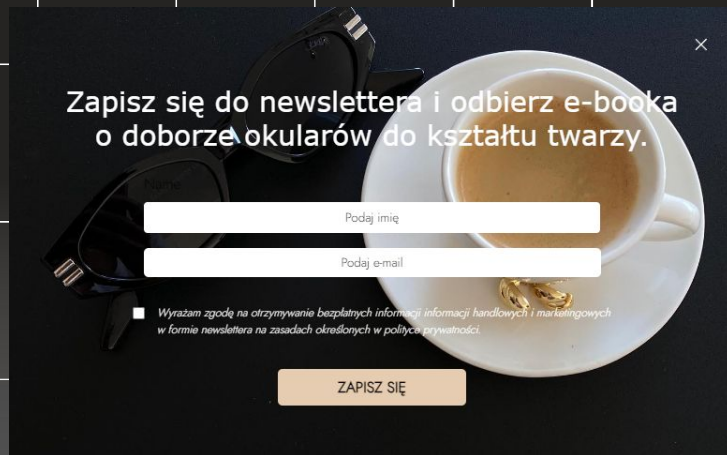 Zapisz się do newslettera i odbierz e-booka
o doborze okularów do kształtu twarzy.
Name
Podaj imię
Podaj e-mail
Wyrażam zgodę na otrzymywanie bezpłatnych informacji informacji handlowych i marketingowych
w formie newslettera na zasadach określonych w polityce prywatności.
ZAPISZ SIĘ